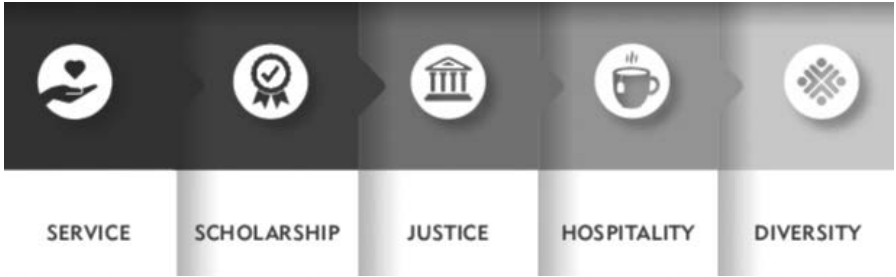 SERVICE
SCHOLARSHIP
JUSTICE
HOSPITALITY
DIVERSITY